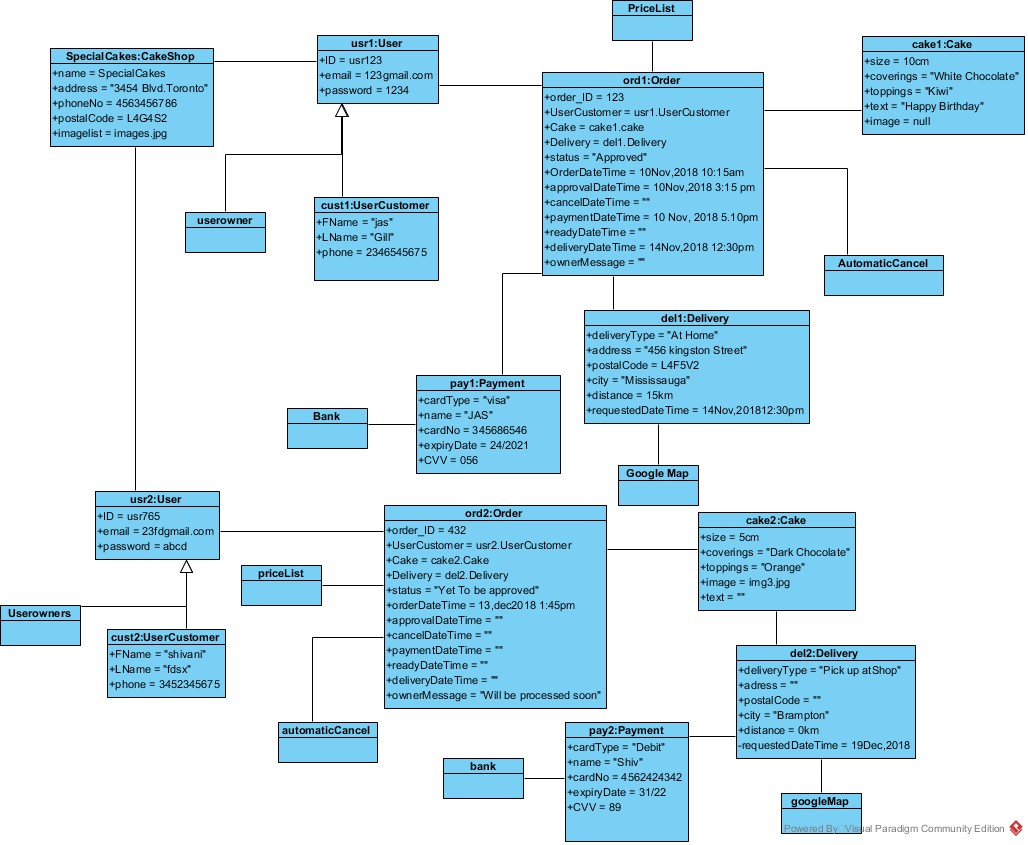 PriceList
usr1:User
+ID = usr123
+email = 123gmail.com
+password = 1234
SpecialCakes:CakeShop
+name = SpecialCakes
+address = "3454 Blvd.Toronto"
+phoneNo = 4563456786
+postalCode = L4G4S2
+imagelist = images.jpg
ord1:Order
+order_ID = 123
+UserCustomer = usr1.UserCustomer
+Cake = cake1.cake
+Delivery = del1.Delivery
+status = "Approved"
+OrderDateTime = 10Nov,2018 10:15am
+approvalDateTime = 10Nov,2018 3:15 pm
+cancelDateTime = ""
+paymentDateTime = 10 Nov, 2018 5.10pm
+readyDateTime = ""
+deliveryDateTime = 14Nov,2018 12:30pm
+ownerMessage = ""
cake1:Cake
+size = 10cm
+coverings = "White Chocolate"
+toppings = "Kiwi"
+text = "Happy Birthday"
+image = null
userowner
cust1:UserCustomer
+FName = "jas"
+LName = "Gill"
+phone = 2346545675
AutomaticCancel
del1:Delivery
+deliveryType = "At Home"
+address = "456 kingston Street"
+postalCode = L4F5V2
+city = "Mississauga"
+distance = 15km
+requestedDateTime = 14Nov,201812:30pm
pay1:Payment
+cardType = "visa"
+name = "JAS"
+cardNo = 345686546
+expiryDate = 24/2021
+CVV = 056
Bank
Google Map
usr2:User
+ID = usr765
+email = 23fdgmail.com
+password = abcd
ord2:Order
+order_ID = 432
+UserCustomer = usr2.UserCustomer
+Cake = cake2.Cake
+Delivery = del2.Delivery
+status = "Yet To be approved"
+orderDateTime = 13,dec2018 1:45pm
+approvalDateTime = ""
+cancelDateTime = ""
+paymentDateTime = ""
+readyDateTime = ""
+deliveryDateTime = ""
+ownerMessage = "Will be processed soon"
cake2:Cake
+size = 5cm
+coverings = "Dark Chocolate"
+toppings = "Orange"
+image = img3.jpg
+text = ""
priceList
Userowners
cust2:UserCustomer
+FName = "shivani"
+LName = "fdsx"
+phone = 3452345675
del2:Delivery
+deliveryType = "Pick up atShop"
+adress = ""
+postalCode = ""
+city = "Brampton"
+distance = 0km
-requestedDateTime = 19Dec,2018
automaticCancel
pay2:Payment
+cardType = "Debit"
+name = "Shiv"
+cardNo = 4562424342
+expiryDate = 31/22
+CVV = 89
bank
googleMap
Powered By Visual Paradigm Community Edition